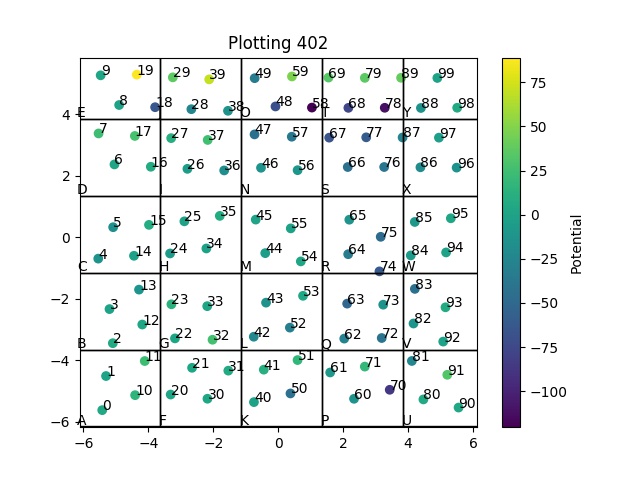 Plotting 402
9 19 29 39 49 59 69 79 89 99
8 18 28 38 48 58 68 78 88 98
4 E J O T Y
7 17 27 37 47 57 67 77 87 97
6 16 26 36 46 56 66 76 86 96
2 D I N S X
5 15 25 35 45 55 65 75 85 95
0 4 14 24 34 44 54 64 74 84 94
C H M R W
−2 3 13 23 33 43 53 63 73 83 93
2 12 22 32 42 52 62 72 82 92
B G L Q V
−4 1 11 21 31 41 51 61 71 81 91
0 10 20 30 40 50 60 70 80 90
−6 A F K P U
−6 −4 −2 0 2 4 6
75
50
25
0
−25
−50
−75
−100
Potential